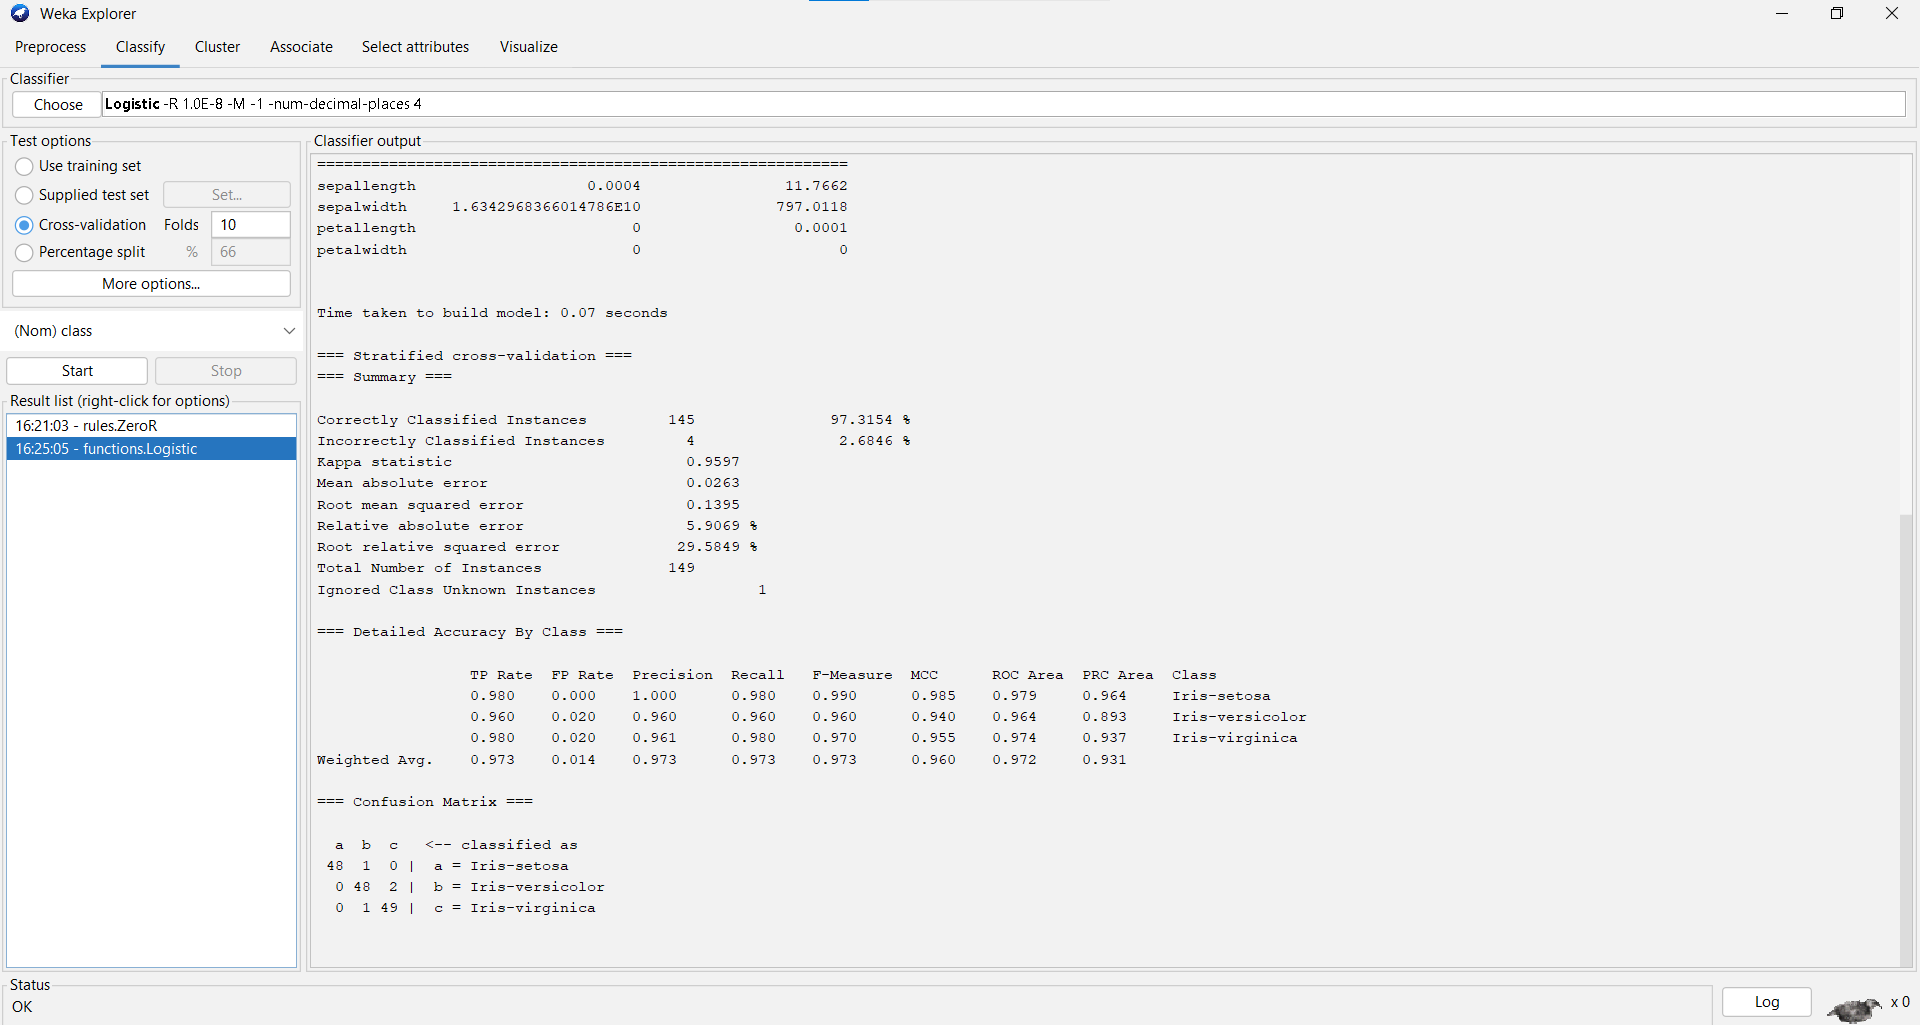 Weka Explorer
Preprocess Classify Cluster Associate Select attributes Visualize
Classifier
Choose Logistic -R 1.0E-8 -M -1 -num-decimal-places 4
Test options
Use training set
Supplied test set Set...
Cross-validation Folds 10
Percentage split % 66
More options...
(Nom) class
Start Stop
Result list (right-click for options)
16:21:03 - rules.ZeroR
16:25:05 - functions.Logistic
Classifier output
===========================================================
sepallength 0.0004 11.7662
sepalwidth 1.6342968366014786E10 797.0118
petallength 0 0.0001
petalwidth 0 0
Time taken to build model: 0.07 seconds
=== Stratified cross-validation ===
=== Summary ===
Correctly Classified Instances 145 97.3154 %
Incorrectly Classified Instances 4 2.6846 %
Kappa statistic 0.9597
Mean absolute error 0.0263
Root mean squared error 0.1395
Relative absolute error 5.9069 %
Root relative squared error 29.5849 %
Total Number of Instances 149
Ignored Class Unknown Instances 1
=== Detailed Accuracy By Class ===
TP Rate FP Rate Precision Recall F-Measure MCC ROC Area PRC Area Class
0.980 0.000 1.000 0.980 0.990 0.985 0.979 0.964 Iris-setosa
0.960 0.020 0.960 0.960 0.960 0.940 0.964 0.893 Iris-versicolor
0.980 0.020 0.961 0.980 0.970 0.955 0.974 0.937 Iris-virginica
Weighted Avg. 0.973 0.014 0.973 0.973 0.973 0.960 0.972 0.931
=== Confusion Matrix ===
a b c <-- classified as
48 1 0 | a = Iris-setosa
0 48 2 | b = Iris-versicolor
0 1 49 | c = Iris-virginica
Status
OK
Log x 0